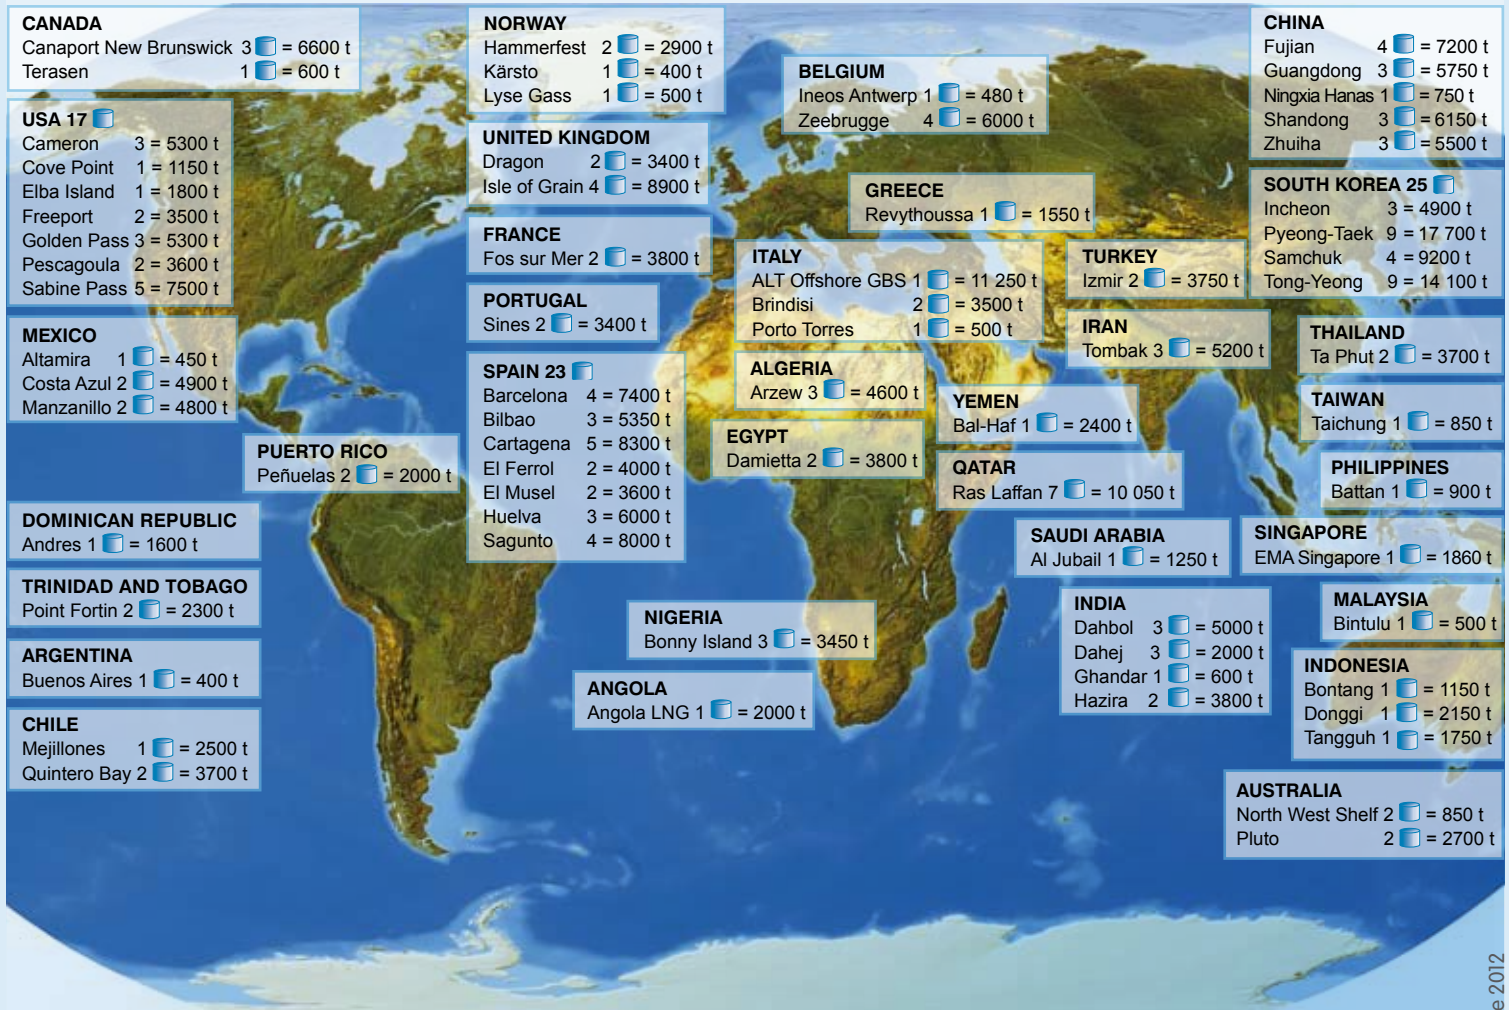 CANADA
Canaport New Brunswick 3 = 6600 t
Terasen 1 = 600 t
USA 17
Cameron 3 = 5300 t
Cove Point 1 = 1150 t
Elba Island 1 = 1800 t
Freeport 2 = 3500 t
Golden Pass 3 = 5300 t
Pescagoula 2 = 3600 t
Sabine Pass 5 = 7500 t
MEXICO
Altamira 1 = 450 t
Costa Azul 2 = 4900 t
Manzanillo 2 = 4800 t
PUERTO RICO
Peñuelas 2 = 2000 t
DOMINICAN REPUBLIC
Andres 1 = 1600 t
TRINIDAD AND TOBAGO
Point Fortin 2 = 2300 t
ARGENTINA
Buenos Aires 1 = 400 t
CHILE
Mejillones 1 = 2500 t
Quintero Bay 2 = 3700 t
NORWAY
Hammerfest 2 = 2900 t
Kärsto 1 = 400 t
Lyse Gass 1 = 500 t
UNITED KINGDOM
Dragon 2 = 3400 t
Isle of Grain 4 = 8900 t
FRANCE
Fos sur Mer 2 = 3800 t
PORTUGAL
Sines 2 = 3400 t
SPAIN 23
Barcelona 4 = 7400 t
Bilbao 3 = 5350 t
Cartagena 5 = 8300 t
El Ferrol 2 = 4000 t
El Musel 2 = 3600 t
Huelva 3 = 6000 t
Sagunto 4 = 8000 t
BELGIUM
Ineos Antwerp 1 = 480 t
Zeebrugge 4 = 6000 t
GREECE
Revythoussa 1 = 1550 t
ITALY
ALT Offshore GBS 1 = 11 250 t
Brindisi 2 = 3500 t
Porto Torres 1 = 500 t
ALGERIA
Arzew 3 = 4600 t
EGYPT
Damietta 2 = 3800 t
NIGERIA
Bonny Island 3 = 3450 t
ANGOLA
Angola LNG 1 = 2000 t
TURKEY
Izmir 2 = 3750 t
IRAN
Tombak 3 = 5200 t
YEMEN
Bal-Haf 1 = 2400 t
QATAR
Ras Laffan 7 = 10 050 t
SAUDI ARABIA
Al Jubail 1 = 1250 t
INDIA
Dahbol 3 = 5000 t
Dahej 3 = 2000 t
Ghandar 1 = 600 t
Hazira 2 = 3800 t
CHINA
Fujian 4 = 7200 t
Guangdong 3 = 5750 t
Ningxia Hanas 1 = 750 t
Shandong 3 = 6150 t
Zhuiha 3 = 5500 t
SOUTH KOREA 25
Incheon 3 = 4900 t
Pyeong-Taek 9 = 17 700 t
Samchuk 4 = 9200 t
Tong-Yeong 9 = 14 100 t
THAILAND
Ta Phut 2 = 3700 t
TAIWAN
Taichung 1 = 850 t
PHILIPPINES
Battan 1 = 900 t
SINGAPORE
EMA Singapore 1 = 1860 t
MALAYSIA
Bintulu 1 = 500 t
INDONESIA
Bontang 1 = 1150 t
Donggi 1 = 2150 t
Tangguh 1 = 1750 t
AUSTRALIA
North West Shelf 2 = 850 t
Pluto 2 = 2700 t
2012